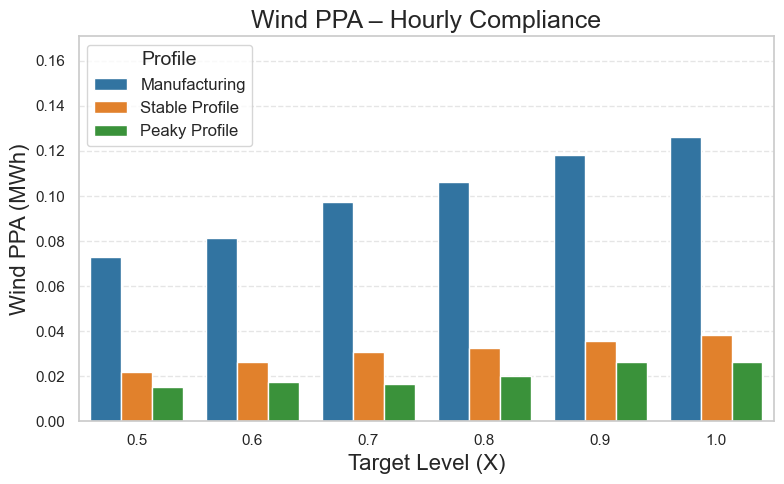 Wind PPA – Hourly Compliance
Wind PPA (MWh)
0.16
0.14
0.12
0.10
0.08
0.06
0.04
0.02
0.00
Profile
Manufacturing
Stable Profile
Peaky Profile
0.5 0.6 0.7 0.8 0.9 1.0
Target Level (X)